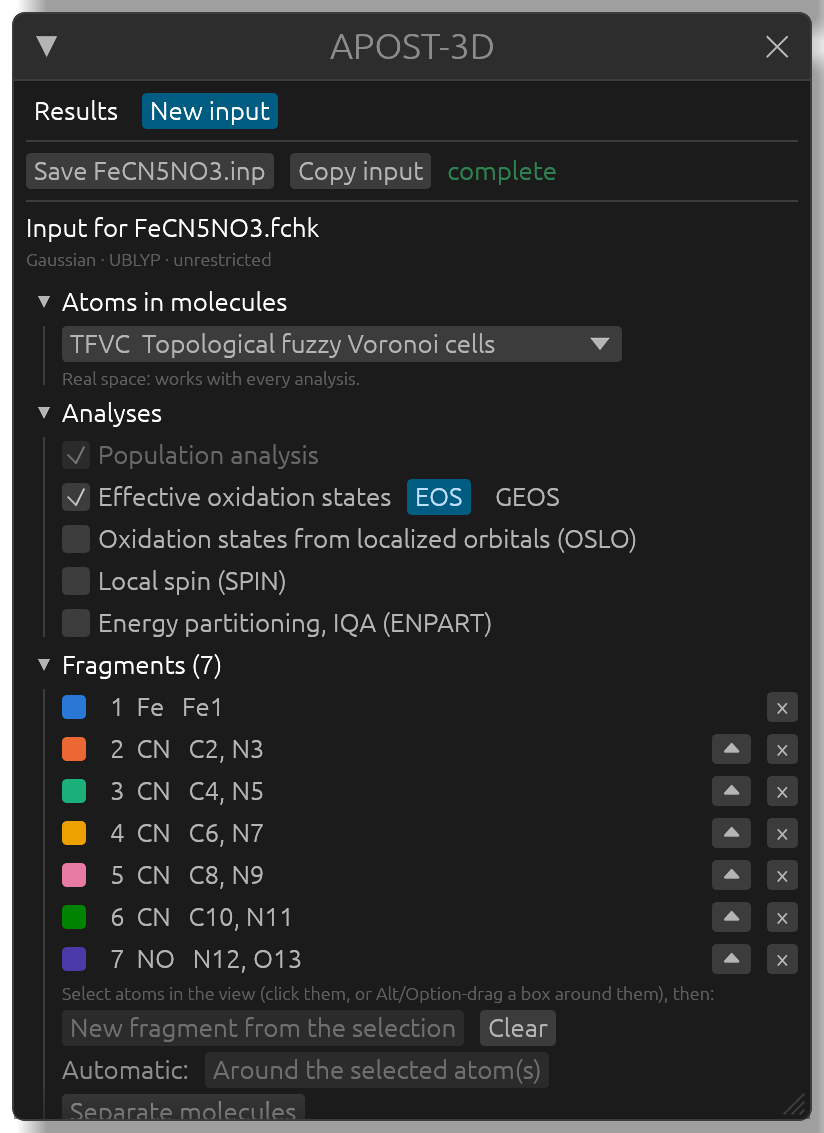 APOST-3D
Results New input
Save FeCN5NO3.inp Copy input complete
Input for FeCN5NO3.fchk
Gaussian · UBLYP · unrestricted
Atoms in molecules
TFVC Topological fuzzy Voronoi cells
Real space: works with every analysis.
Analyses
Population analysis
Effective oxidation states EOS GEOS
Oxidation states from localized orbitals (OSLO)
Local spin (SPIN)
Energy partitioning, IQA (ENPART)
Fragments (7)
1 Fe Fe1 x
2 CN C2, N3 x
3 CN C4, N5 x
4 CN C6, N7 x
5 CN C8, N9 x
6 CN C10, N11 x
7 NO N12, O13 x
Select atoms in the view (click them, or Alt/Option-drag a box around them), then:
New fragment from the selection Clear
Automatic: Around the selected atom(s)
Separate molecules